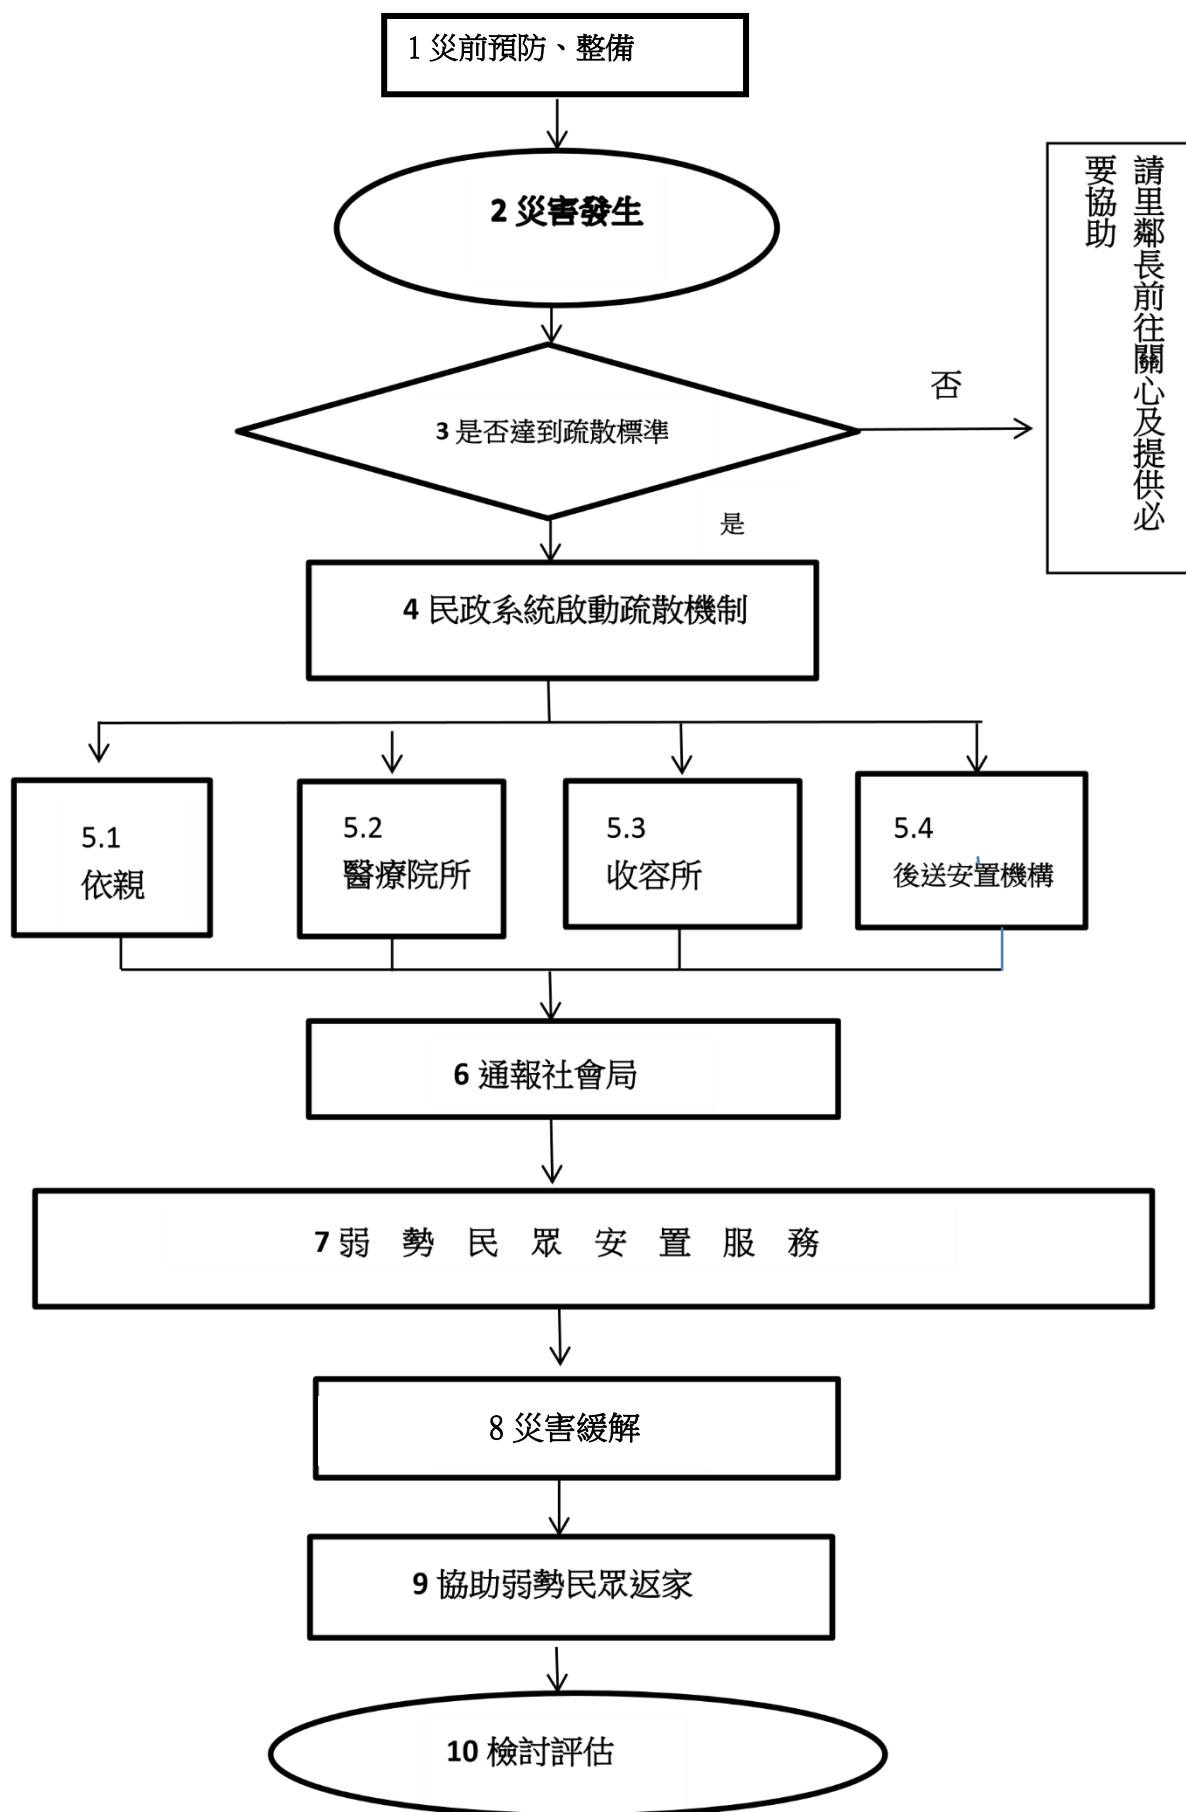 1 災前預防、整備
2 災害發生
請里鄰長前往關心及提供必
要協助
否
3 是否達到疏散標準
是
4 民政系統啟動疏散機制
5.1
依親
5.2
醫療院所
5.3
收容所
5.4
後送安置機構
6 通報社會局
7 弱 勢 民 眾 安 置 服 務
8 災害緩解
9 協助弱勢民眾返家
10 檢討評估